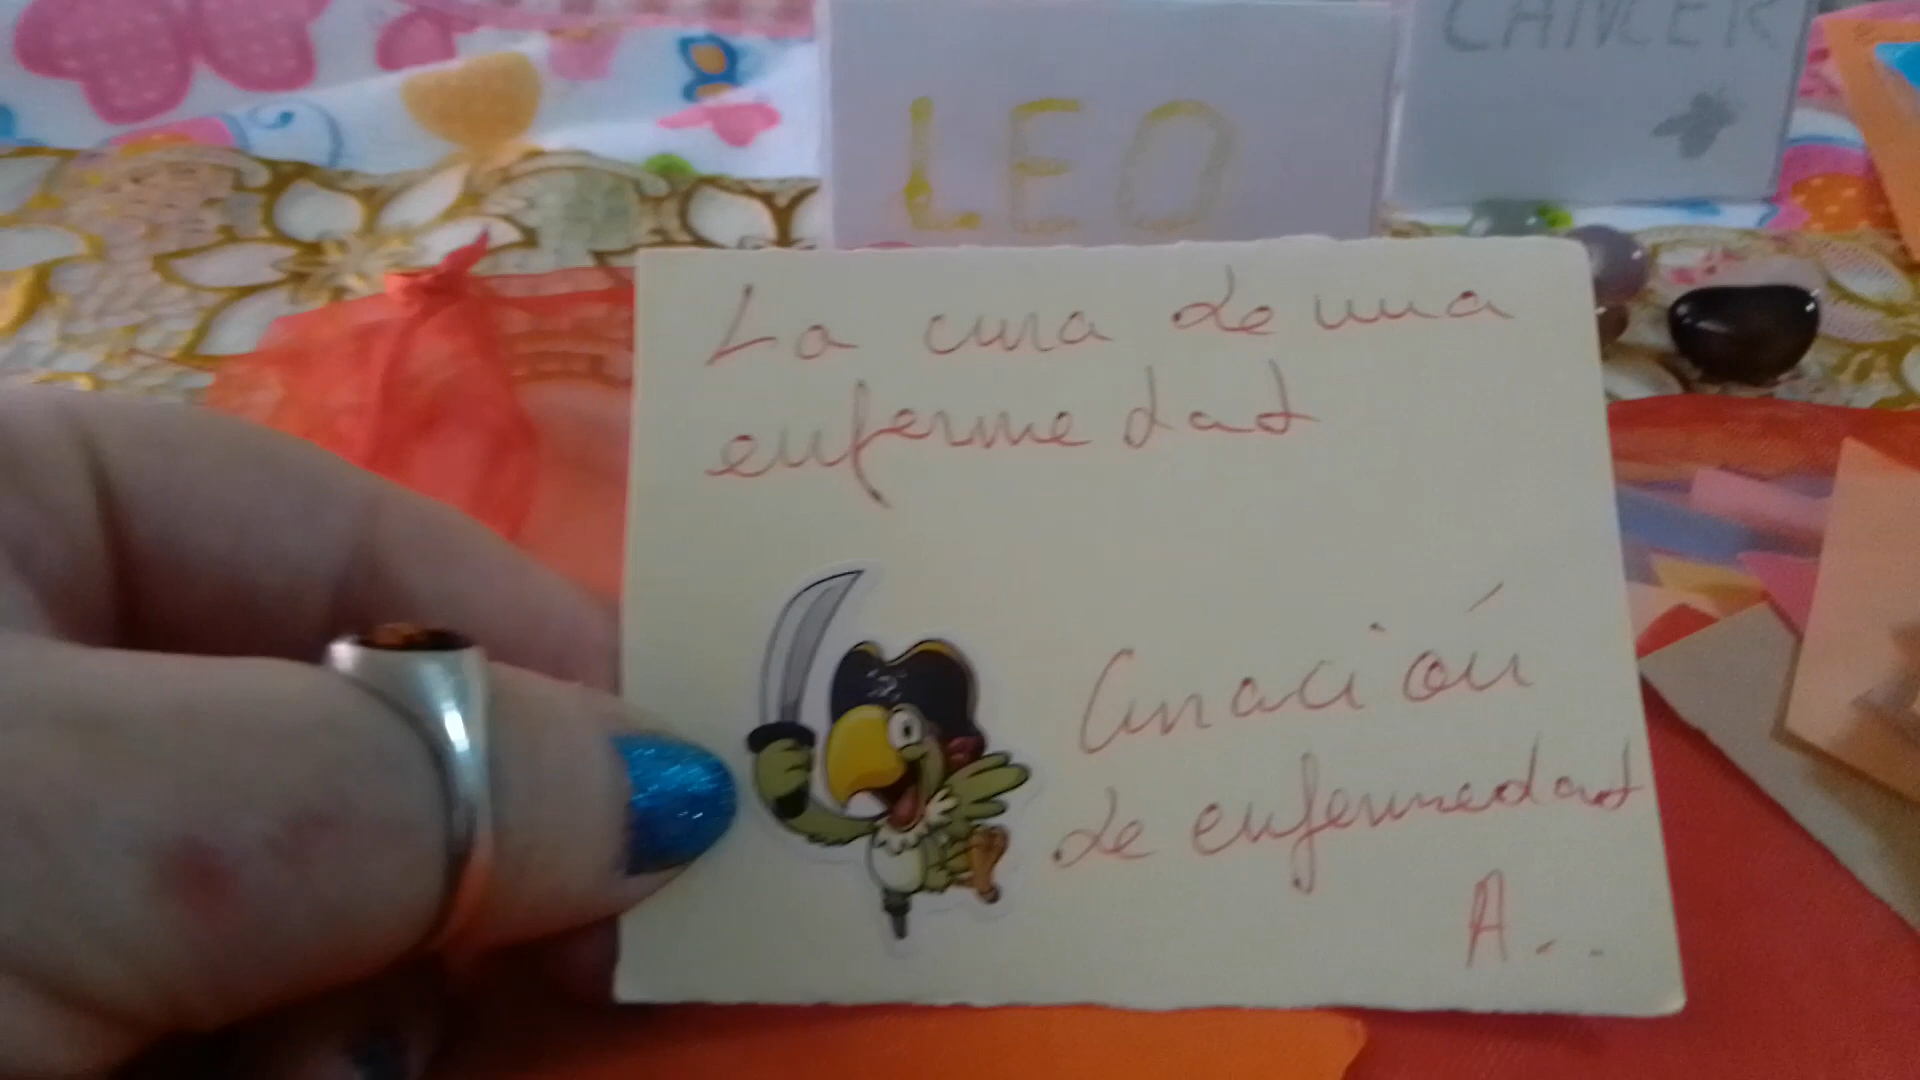 CANCER
LEO
La cura de una
enfermedad
Curación
de enfermedad
A...